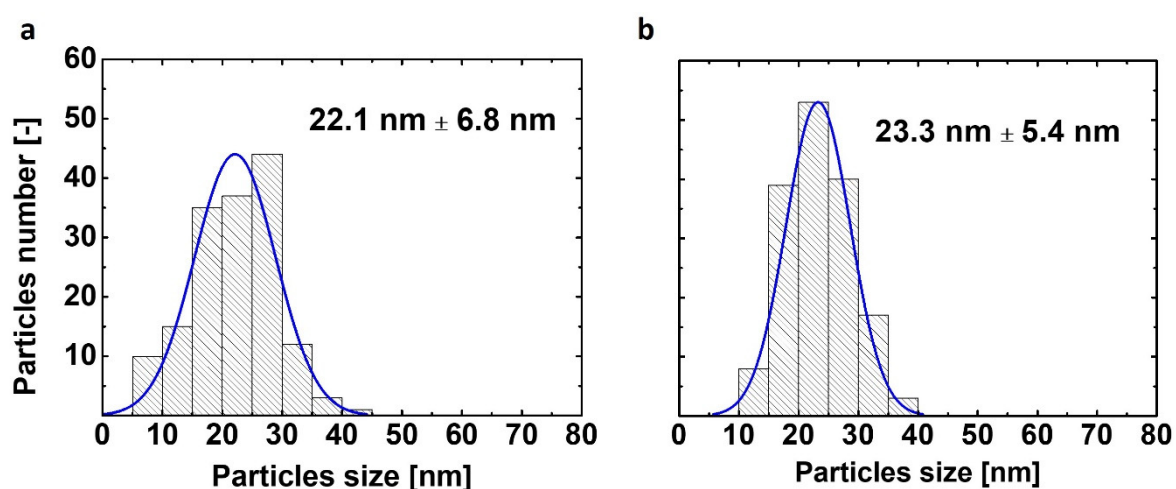 a
60
50
40
30
20
10
Particles number [-]
22.1 nm ± 6.8 nm
0 10 20 30 40 50 60 70 80
Particles size [nm]
b
23.3 nm ± 5.4 nm
0 10 20 30 40 50 60 70 80
Particles size [nm]